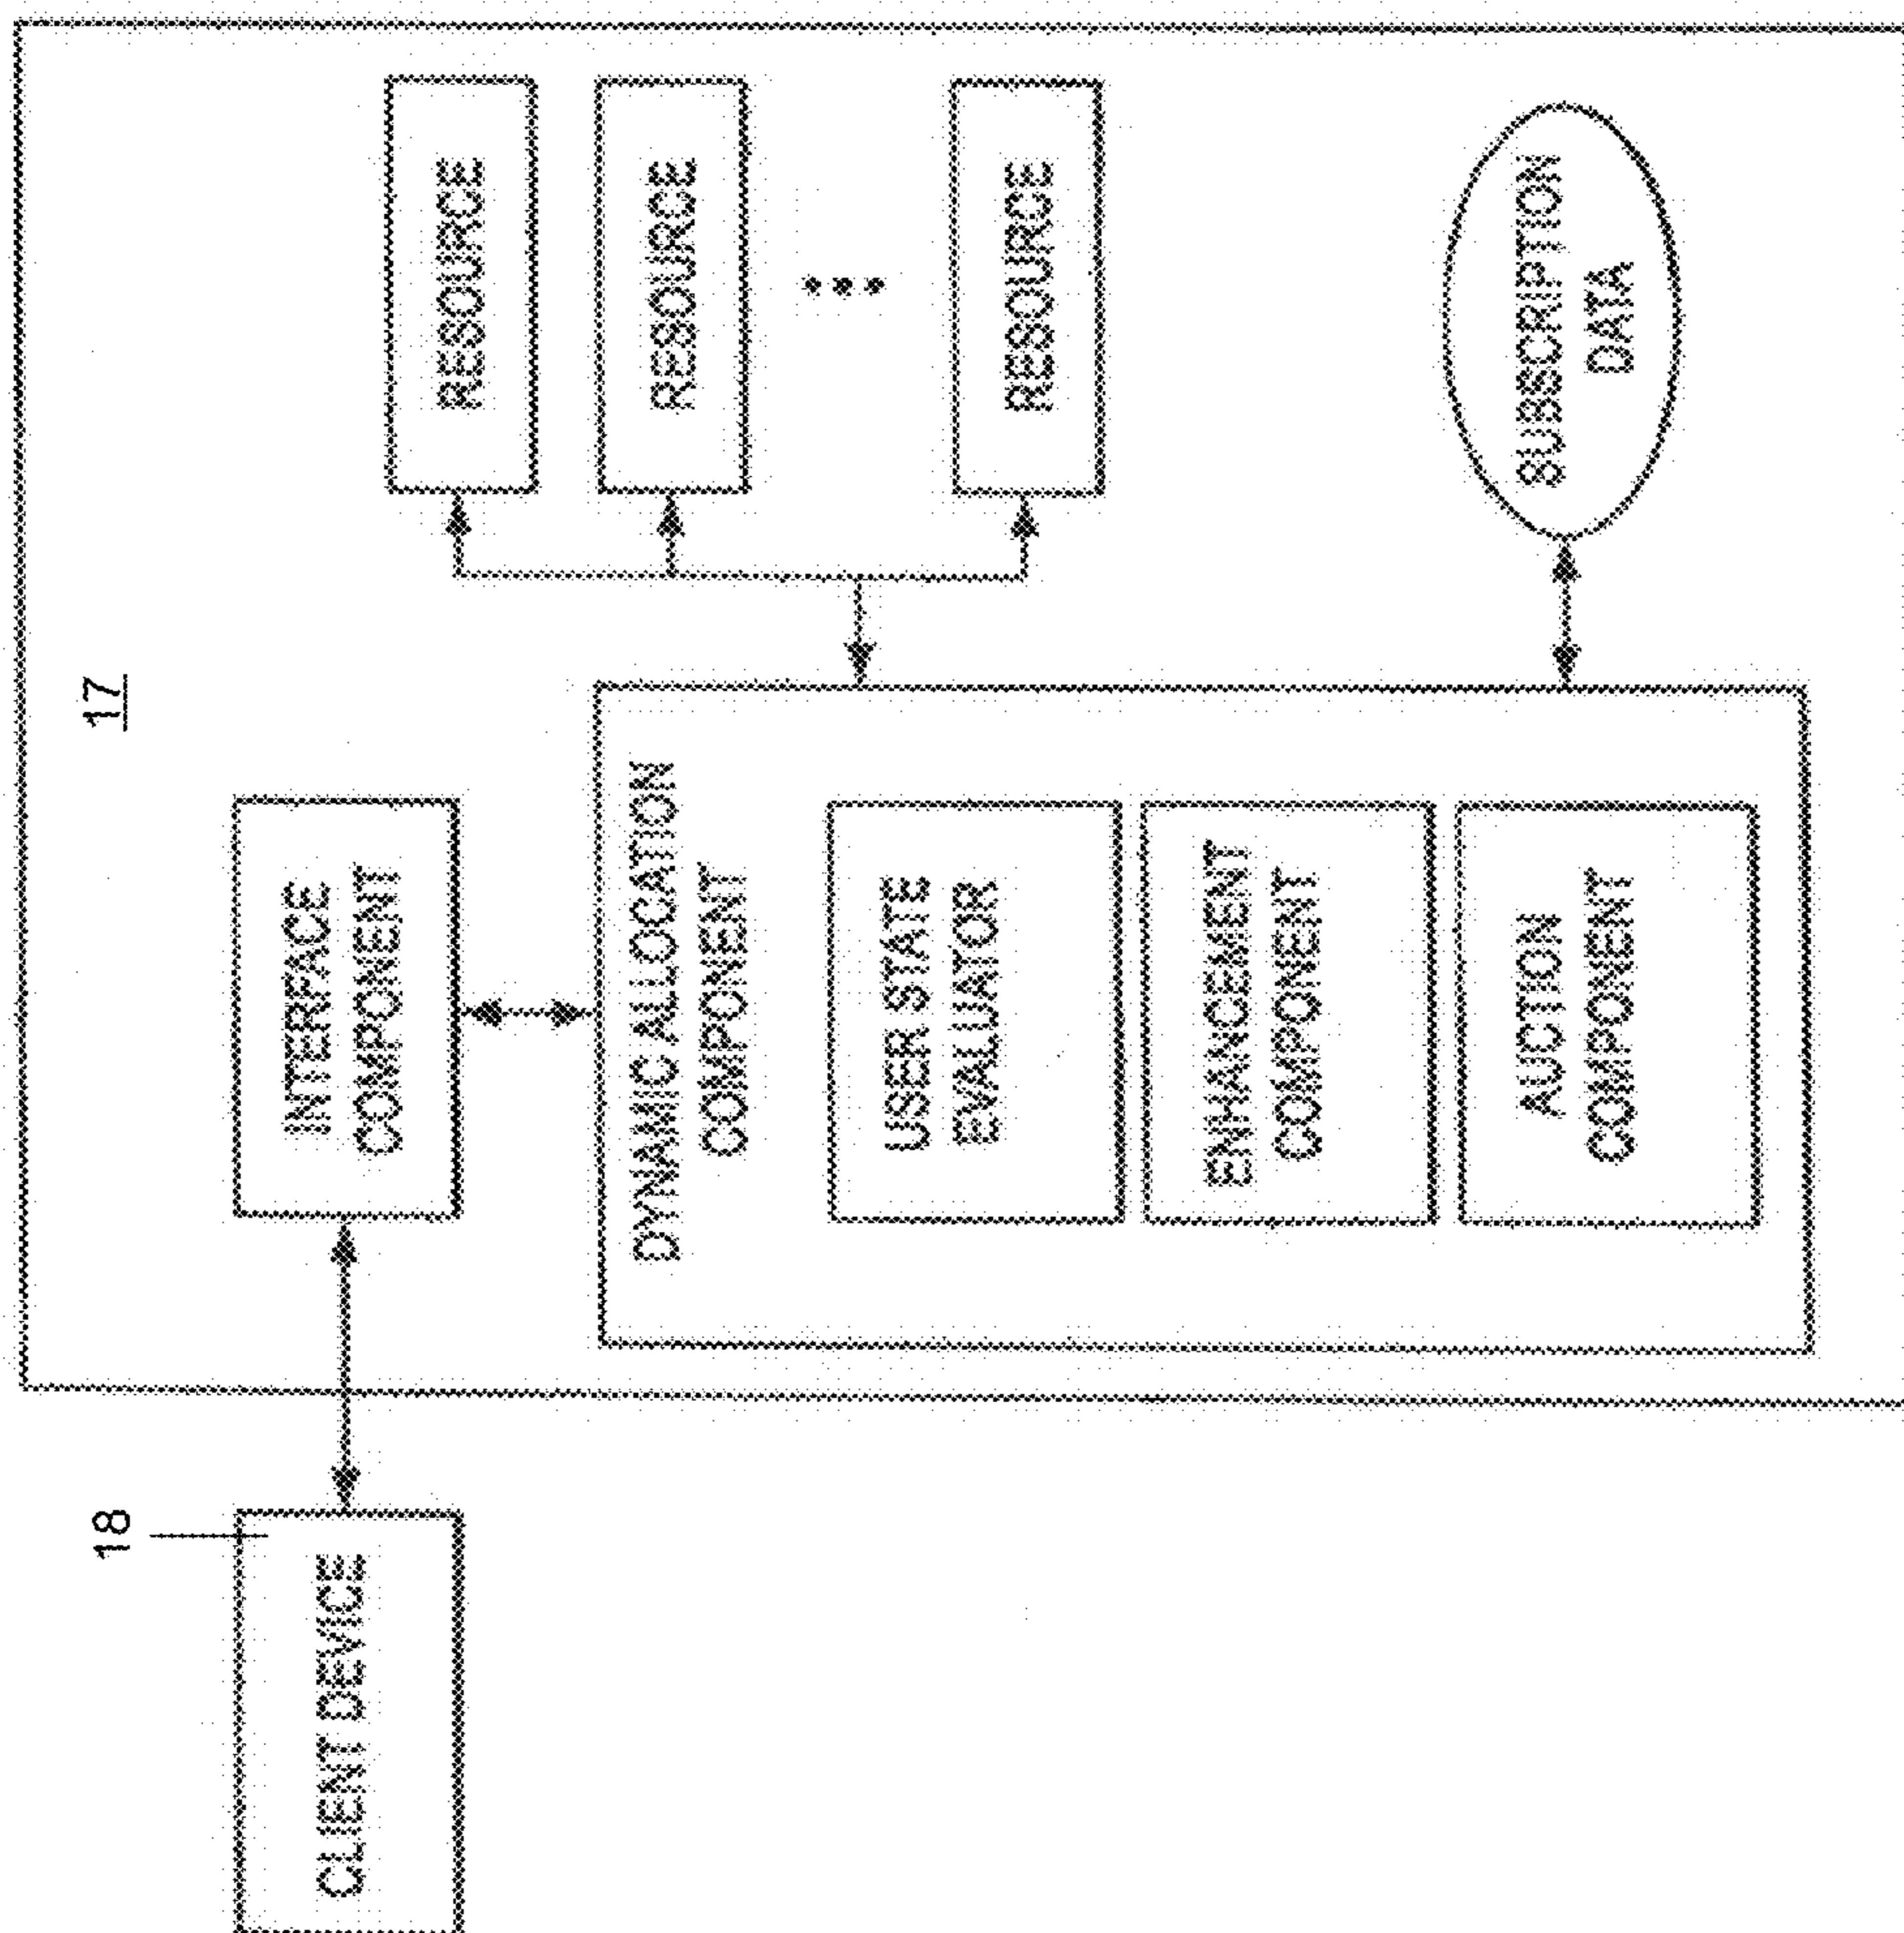 17
18
CLIENT DEVICE
INTERFACE
COMPONENT
DYNAMIC ALLOCATION
COMPONENT
USER STATE
EVALUATOR
ENHANCEMENT
COMPONENT
AUCTION
COMPONENT
RESOURCE
RESOURCE
RESOURCE
SUBSCRIPTION
DATA